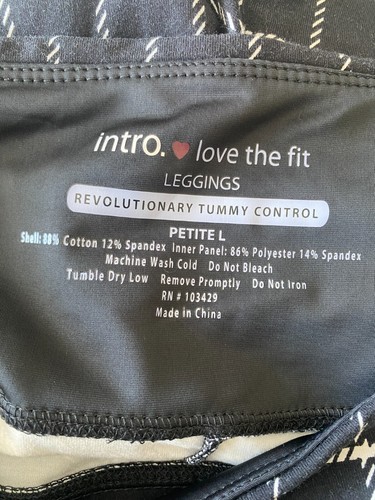 intro. love the fit
LEGGINGS
REVOLUTIONARY TUMMY CONTROL
PETITE L
Shell: 88% Cotton 12% Spandex Inner Panel: 86% Polyester 14% Spandex
Machine Wash Cold Do Not Bleach
Tumble Dry Low Remove Promptly Do Not Iron
RN # 103429
Made in China